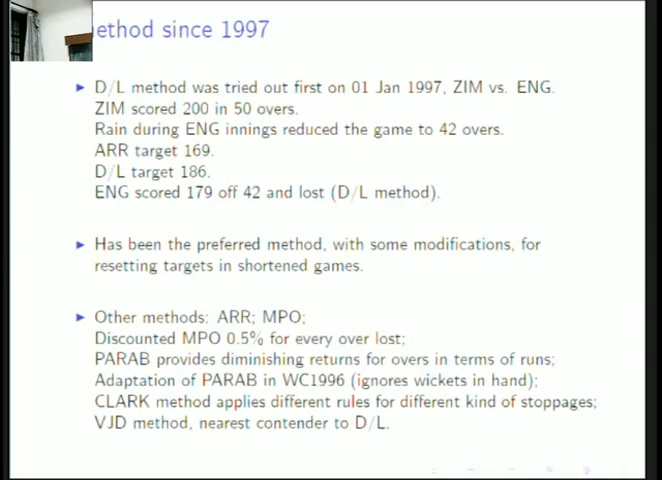 ethod since 1997
D/L method was tried out first on 01 Jan 1997, ZIM vs. ENG.
ZIM scored 200 in 50 overs.
Rain during ENG innings reduced the game to 42 overs.
ARR target 169.
D/L target 186.
ENG scored 179 off 42 and lost (D/L method).
Has been the preferred method, with some modifications, for
resetting targets in shortened games.
Other methods: ARR; MPO;
Discounted MPO 0.5% for every over lost;
PARAB provides diminishing returns for overs in terms of runs;
Adaptation of PARAB in WC1996 (ignores wickets in hand);
CLARK method applies different rules for different kind of stoppages;
VJD method, nearest contender to D/L.